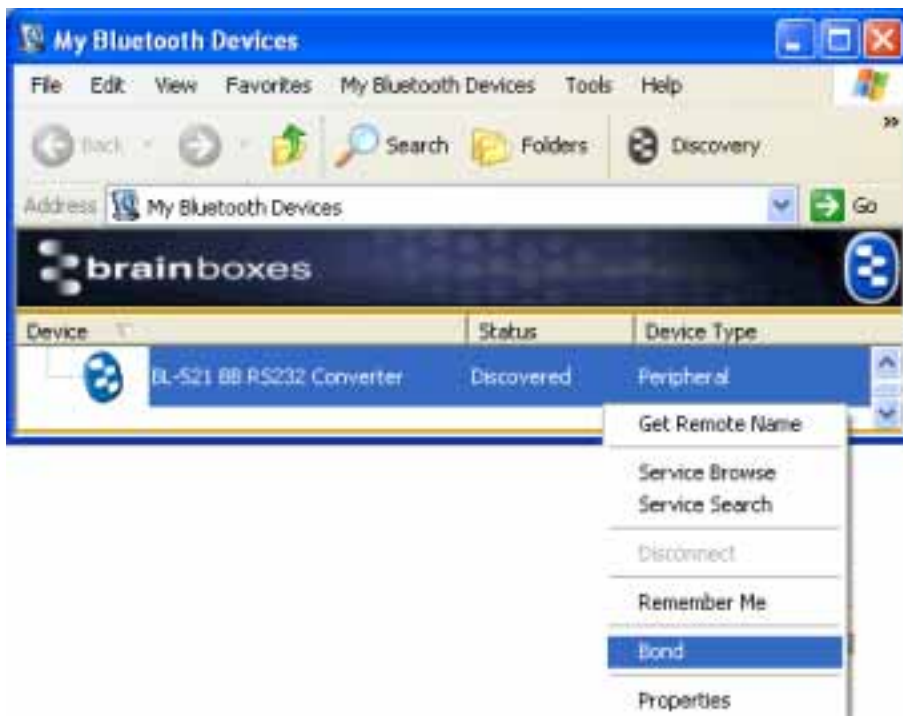 My Bluetooth Devices
File Edit View Favorites My Bluetooth Devices Tools Help
Back Search Folders Discovery »
Address My Bluetooth Devices Go
brainboxes
Device Status Device Type
BL-521 BB RS232 Converter Discovered Peripheral
Get Remote Name
Service Browse
Service Search
Disconnect
Remember Me
Bond
Properties